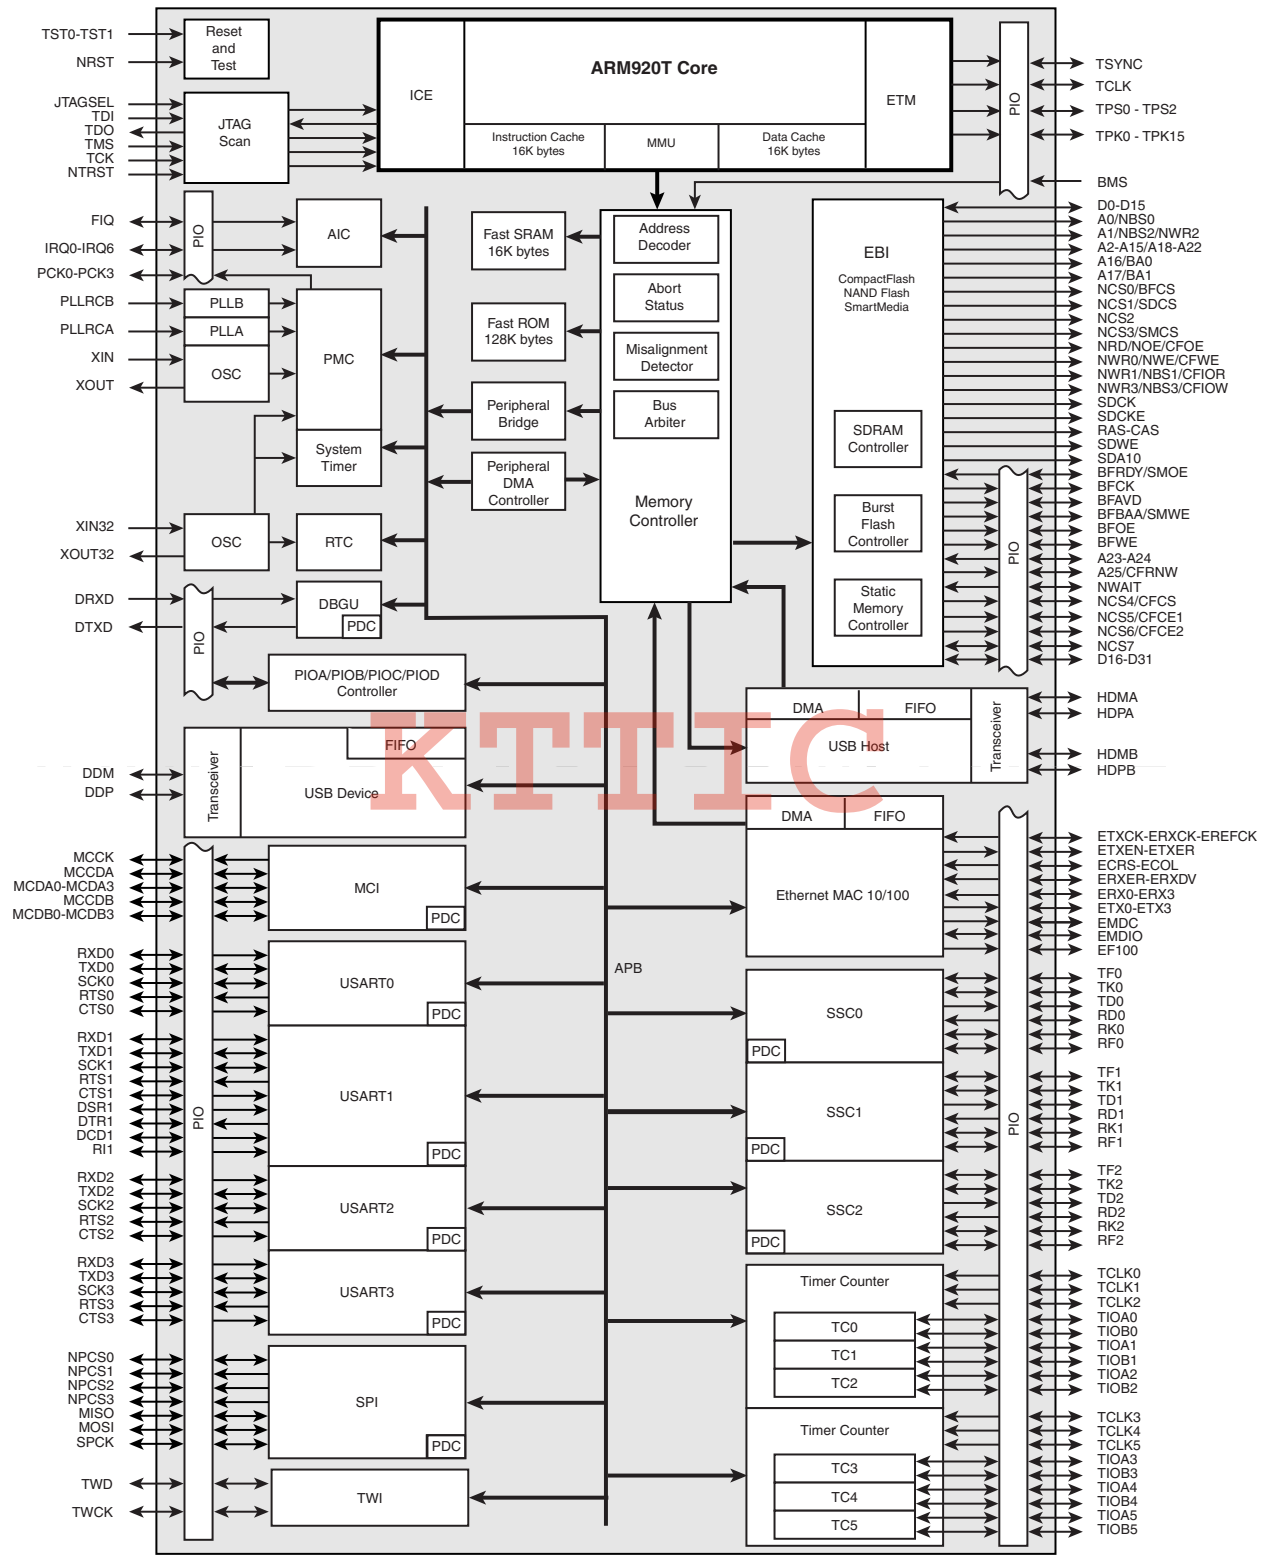 TST0-TST1
NRST
Reset
and
Test
JTAGSEL
TDI
TDO
TMS
TCK
NTRST
JTAG
Scan
ICE
ARM920T Core
Instruction Cache
16K bytes
MMU
Data Cache
16K bytes
ETM
PIO
TSYNC
TCLK
TPS0 - TPS2
TPK0 - TPK15
BMS
FIQ
IRQ0-IRQ6
PCK0-PCK3
PLLRCB
PLLRCA
XIN
XOUT
PIO
AIC
PLLB
PLLA
OSC
PMC
System
Timer
XIN32
XOUT32
OSC
RTC
DRXD
DTXD
PIO
DBGU
PDC
PIOA/PIOB/PIOC/PIOD
Controller
Fast SRAM
16K bytes
Fast ROM
128K bytes
Peripheral
Bridge
Peripheral
DMA
Controller
Address
Decoder
Abort
Status
Misalignment
Detector
Bus
Arbiter
Memory
Controller
EBI
CompactFlash
NAND Flash
SmartMedia
SDRAM
Controller
Burst
Flash
Controller
Static
Memory
Controller
D0-D15
A0/NBS0
A1/NBS2/NWR2
A2-A15/A18-A22
A16/BA0
A17/BA1
NCS0/BFCS
NCS1/SDCS
NCS2
NCS3/SMCS
NRD/NOE/CFOE
NWR0/NWE/CFWE
NWR1/NBS1/CFIOR
NWR3/NBS3/CFIOW
SDCK
SDCKE
RAS-CAS
SDWE
SDA10
BFRDY/SMOE
BFCK
BFAVD
BFBAA/SMWE
BFOE
BFWE
A23-A24
A25/CFRNW
NWAIT
NCS4/CFCS
NCS5/CFCE1
NCS6/CFCE2
NCS7
D16-D31
PIO
DDM
DDP
Transceiver
FIFO
USB Device
DMA
FIFO
USB Host
Transceiver
HDMA
HDPA
HDMB
HDPB
KTTIC
DMA
FIFO
Ethernet MAC 10/100
ETXCK-ERXCK-EREFCK
ETXEN-ETXER
ECRS-ECOL
ERXER-ERXDV
ERX0-ERX3
ETX0-ETX3
EMDC
EMDIO
EF100
MCCK
MCCDA
MCDA0-MCDA3
MCCDB
MCDB0-MCDB3
MCI
PDC
RXD0
TXD0
SCK0
RTS0
CTS0
USART0
PDC
RXD1
TXD1
SCK1
RTS1
CTS1
DSR1
DTR1
DCD1
RI1
PIO
USART1
PDC
RXD2
TXD2
SCK2
RTS2
CTS2
USART2
PDC
RXD3
TXD3
SCK3
RTS3
CTS3
USART3
PDC
NPCS0
NPCS1
NPCS2
NPCS3
MISO
MOSI
SPCK
SPI
PDC
TWD
TWCK
TWI
APB
SSC0
PDC
TF0
TK0
TD0
RD0
RK0
RF0
SSC1
PDC
PIO
TF1
TK1
TD1
RD1
RK1
RF1
SSC2
PDC
TF2
TK2
TD2
RD2
RK2
RF2
Timer Counter
TC0
TC1
TC2
TCLK0
TCLK1
TCLK2
TIOA0
TIOB0
TIOA1
TIOB1
TIOA2
TIOB2
Timer Counter
TC3
TC4
TC5
TCLK3
TCLK4
TCLK5
TIOA3
TIOB3
TIOA4
TIOB4
TIOA5
TIOB5